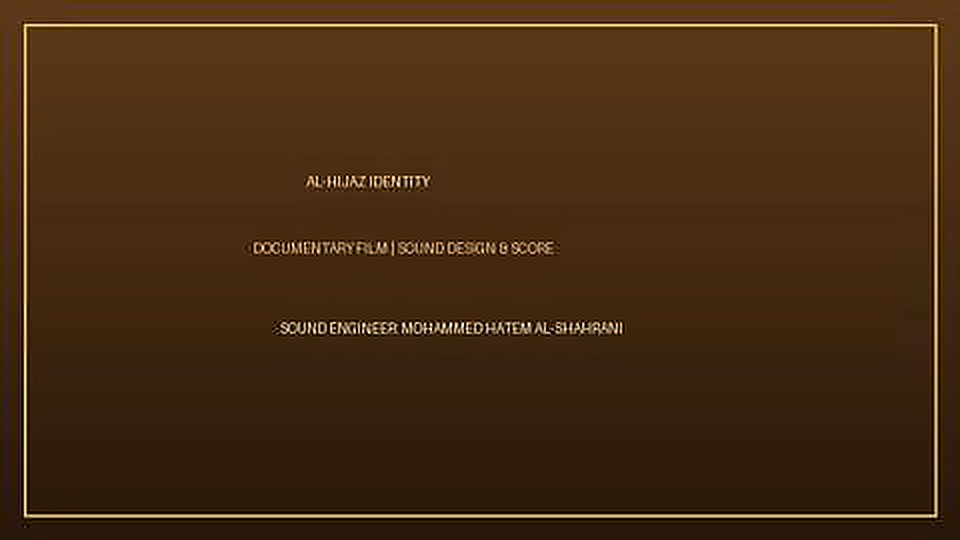 AL-HIJAZ IDENTITY
DOCUMENTARY FILM | SOUND DESIGN & SCORE
SOUND ENGINEER: MOHAMMED HATEM AL-SHAHRANI